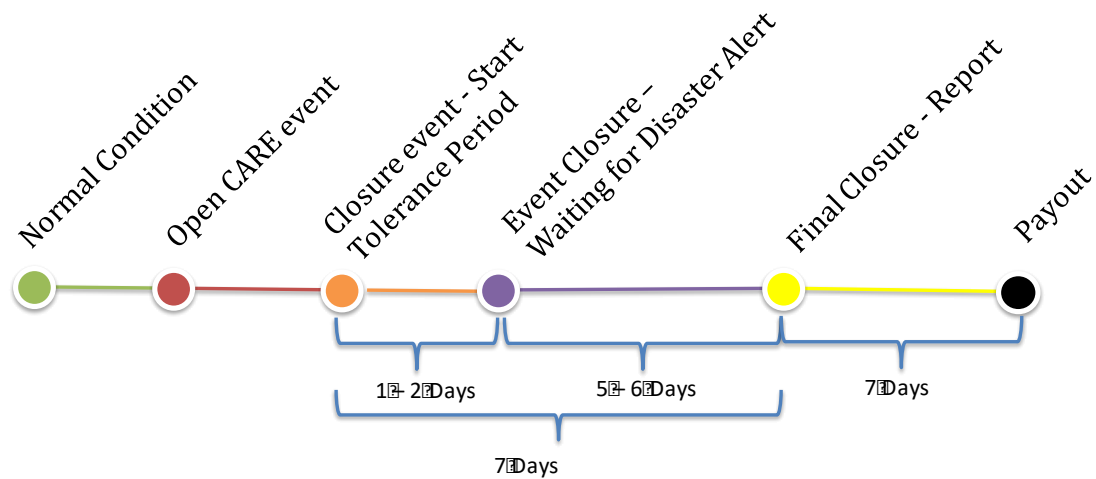 Normal Condition
Open CARE event
Closure event - Start
Tolerance Period
Event Closure –
Waiting for Disaster Alert
Final Closure - Report
Payout
1 – 2 Days
5 – 6 Days
7 Days
7 Days